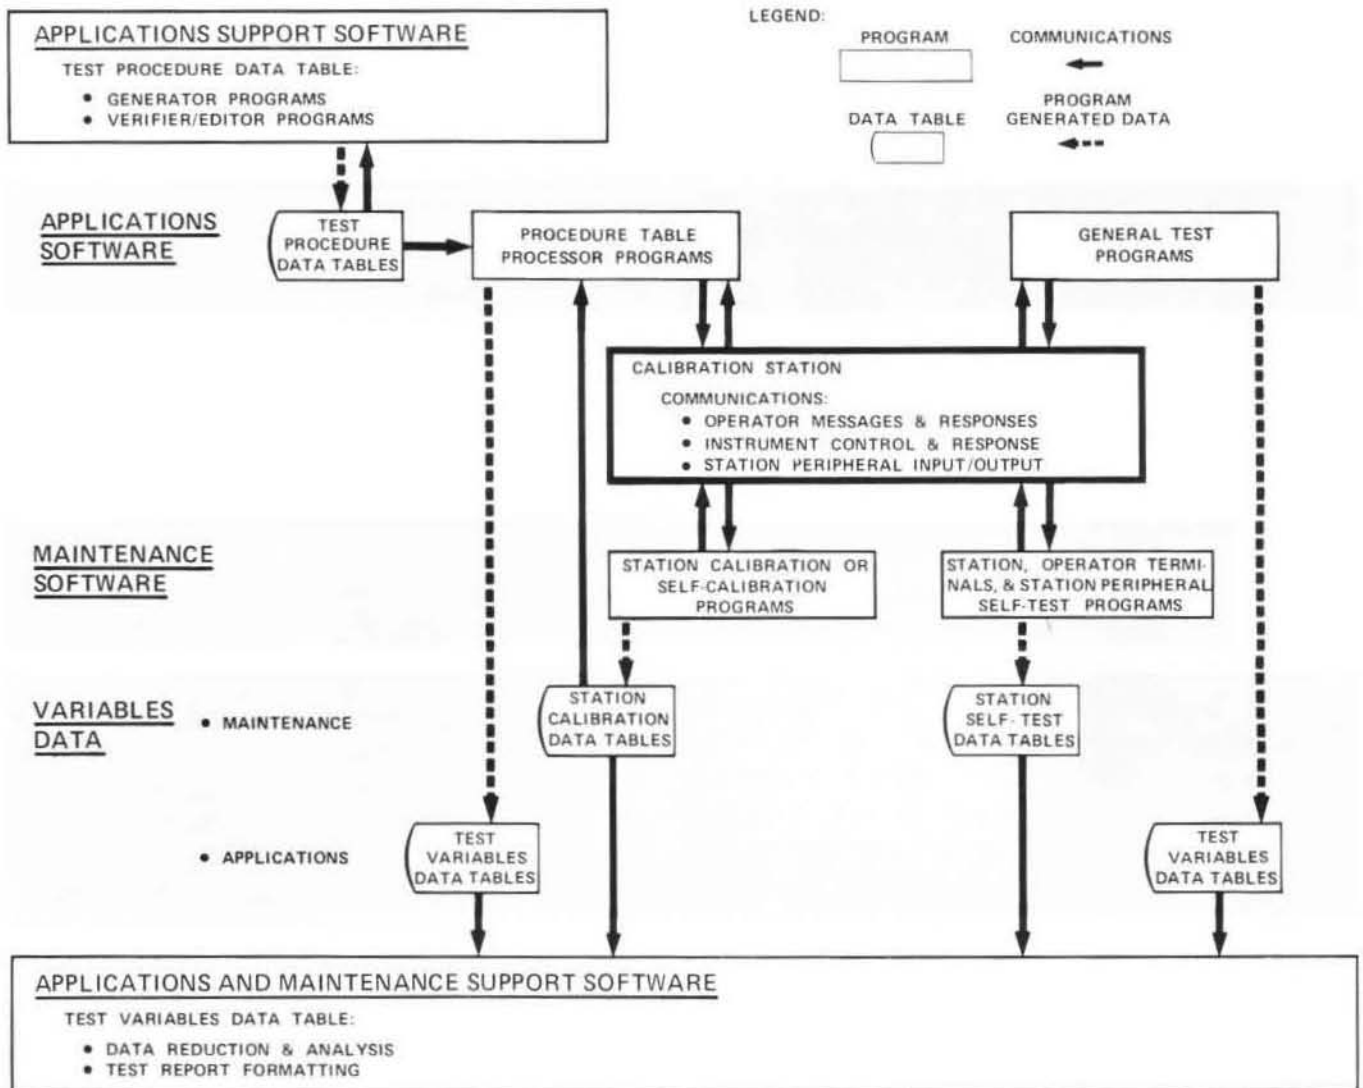 APPLICATIONS SUPPORT SOFTWARE
TEST PROCEDURE DATA TABLE:
• GENERATOR PROGRAMS
• VERIFIER/EDITOR PROGRAMS
LEGEND:
PROGRAM
COMMUNICATIONS
DATA TABLE
PROGRAM
GENERATED DATA
APPLICATIONS
SOFTWARE
TEST
PROCEDURE
DATA TABLES
PROCEDURE TABLE
PROCESSOR PROGRAMS
GENERAL TEST
PROGRAMS
CALIBRATION STATION
COMMUNICATIONS:
• OPERATOR MESSAGES & RESPONSES
• INSTRUMENT CONTROL & RESPONSE
• STATION PERIPHERAL INPUT/OUTPUT
MAINTENANCE
SOFTWARE
STATION CALIBRATION OR
SELF-CALIBRATION
PROGRAMS
STATION, OPERATOR TERMI-
NALS, & STATION PERIPHERAL
SELF-TEST PROGRAMS
VARIABLES
DATA
• MAINTENANCE
STATION
CALIBRATION
DATA TABLES
STATION
SELF-TEST
DATA TABLES
• APPLICATIONS
TEST
VARIABLES
DATA TABLES
TEST
VARIABLES
DATA TABLES
APPLICATIONS AND MAINTENANCE SUPPORT SOFTWARE
TEST VARIABLES DATA TABLE:
• DATA REDUCTION & ANALYSIS
• TEST REPORT FORMATTING